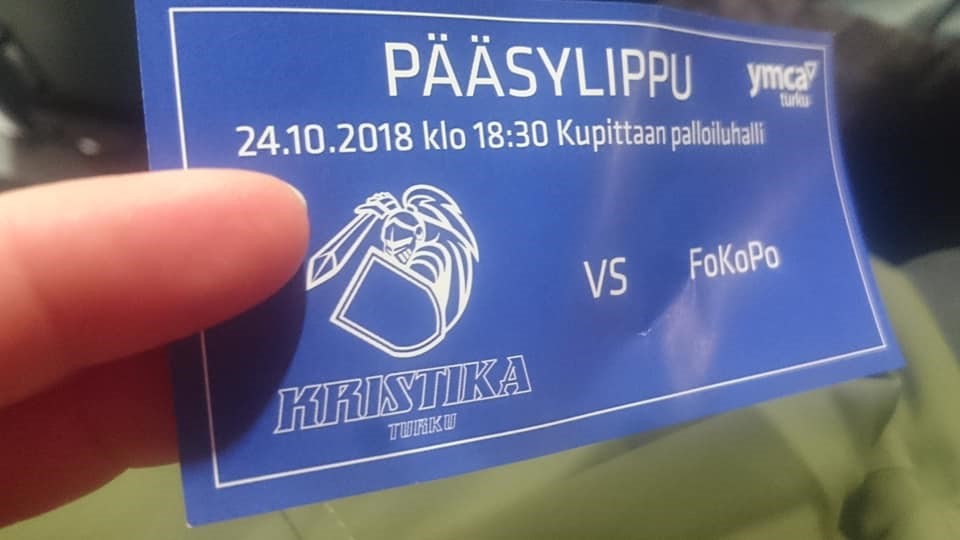 PÄÄSYLIPPU
ymca
turku
24.10.2018 klo 18:30 Kupittaan palloiluhalli
VS FoKoPo
KRISTIKA
TURKU